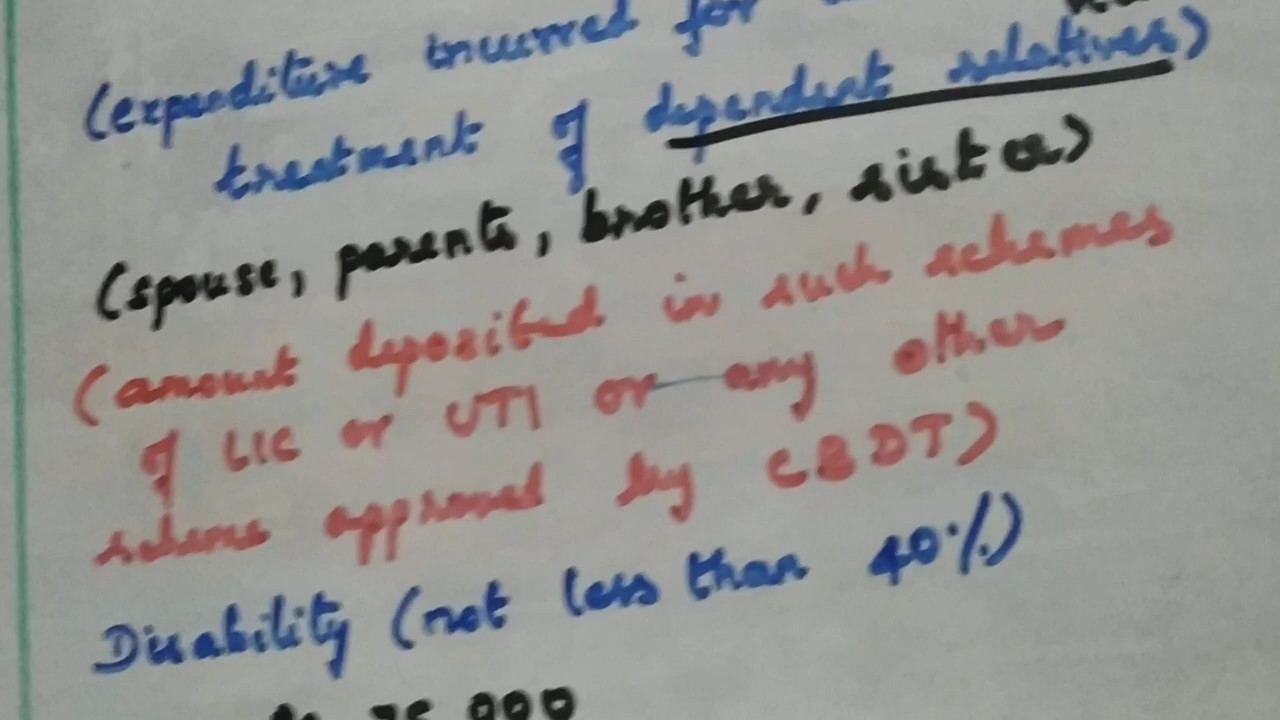 (expenditure incurred for
treatment of dependent relatives)
(spouse, parents, brother, sister)
(amount deposited in such schemes
of LIC or UTI or any other
scheme approved by CBDT)
Disability (not less than 40%)